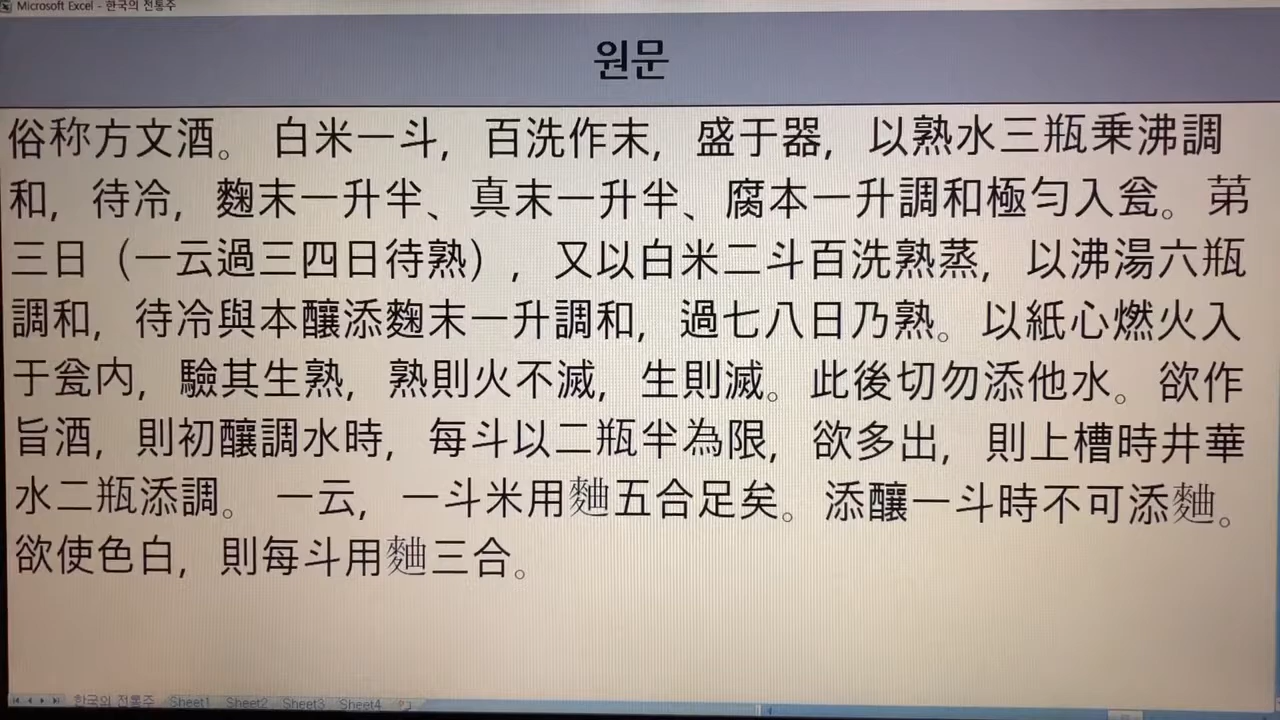 Microsoft Excel - 한국의 전통주
원문
俗称方文酒。 白米一斗, 百洗作末, 盛于器, 以熟水三瓶乗沸調
和, 待冷, 麴末一升半、真末一升半、腐本一升調和極匀入瓮。苐
三日（一云過三四日待熟）, 又以白米二斗百洗熟蒸, 以沸湯六瓶
調和, 待冷與本釀添麴末一升調和, 過七八日乃熟。以紙心燃火入
于瓮内, 驗其生熟, 熟則火不滅, 生則滅。此後切勿添他水。欲作
旨酒, 則初釀調水時, 每斗以二瓶半為限, 欲多出, 則上槽時井華
水二瓶添調。 一云, 一斗米用麯五合足矣。添釀一斗時不可添麯。
欲使色白, 則每斗用麯三合。
한국의 전통주 Sheet1 Sheet2 Sheet3 Sheet4